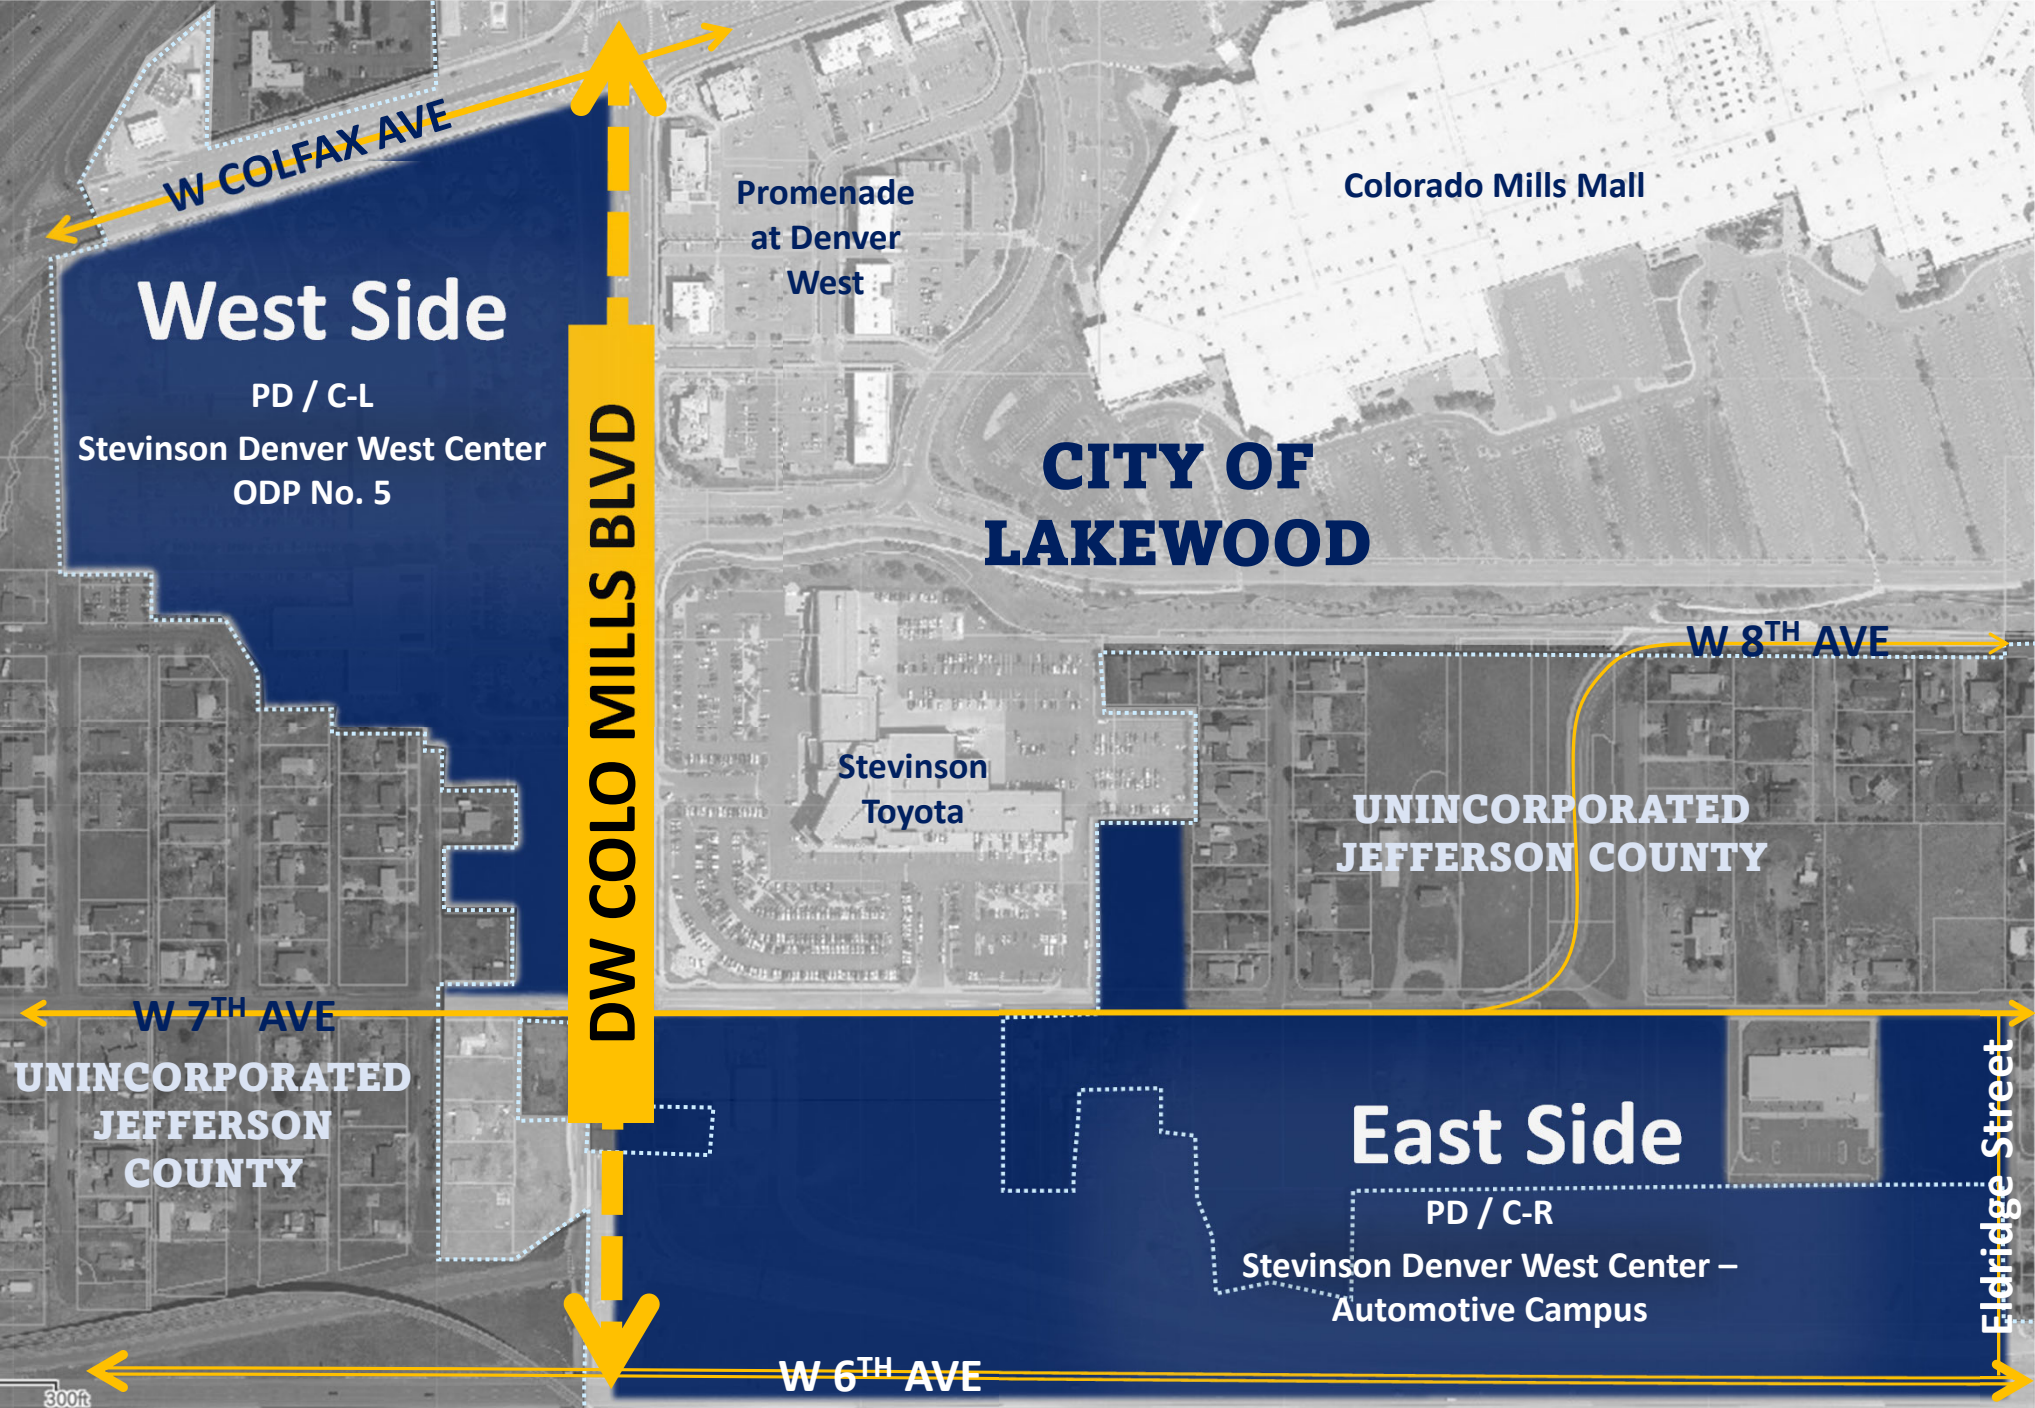 W COLFAX AVE
Promenade
at Denver
West
Colorado Mills Mall
West Side
PD / C-L
Stevinson Denver West Center
ODP No. 5
DW COLO MILLS BLVD
CITY OF
LAKEWOOD
W 8TH AVE
Stevinson
Toyota
UNINCORPORATED
JEFFERSON COUNTY
W 7TH AVE
UNINCORPORATED
JEFFERSON
COUNTY
East Side
PD / C-R
Stevinson Denver West Center –
Automotive Campus
Eldridge Street
W 6TH AVE
300ft